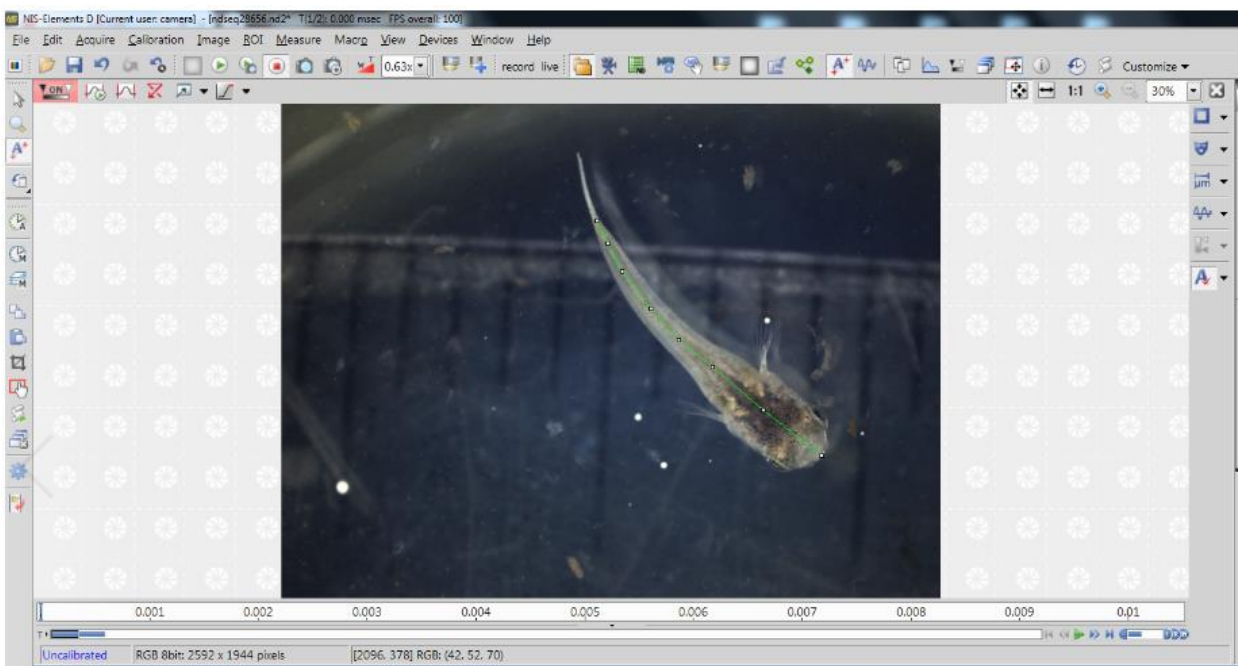 NIS-Elements D [Current user: camera] - [ndseq28656.nd2* T(1/2): 0.000 msec FPS overall: 100]
File Edit Acquire Calibration Image ROI Measure Macro View Devices Window Help
0.63x record live Customize
ON 1:1 30%
μm
0.001 0.002 0.003 0.004 0.005 0.006 0.007 0.008 0.009 0.01
Uncalibrated RGB 8bit: 2592 x 1944 pixels [2096, 378] RGB: (42, 52, 70)